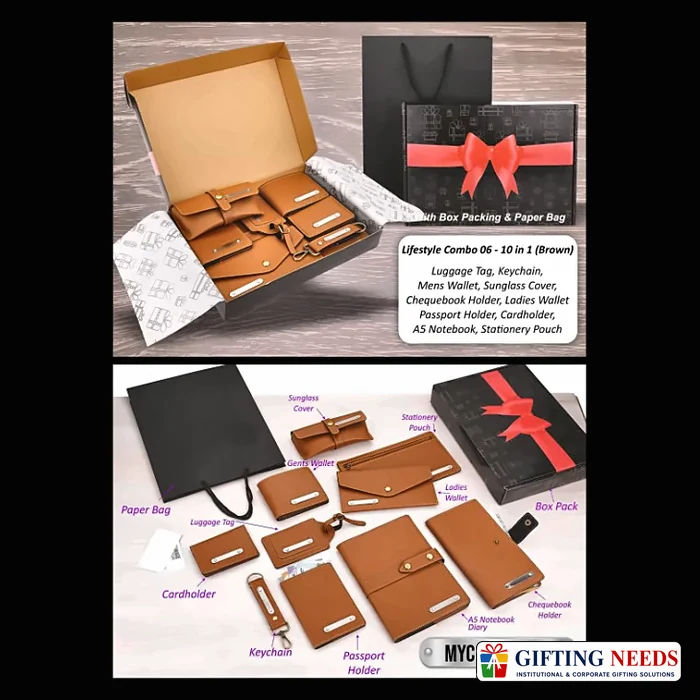 With Box Packing & Paper Bag
Lifestyle Combo 06 - 10 in 1 (Brown)
Luggage Tag, Keychain,
Mens Wallet, Sunglass Cover,
Chequebook Holder, Ladies Wallet
Passport Holder, Cardholder,
A5 Notebook, Stationery Pouch
Sunglass
Cover
Stationery
Pouch
Gents Wallet
Ladies
Wallet
Paper Bag
Box Pack
Luggage Tag
Cardholder
Chequebook
Holder
A5 Notebook
Diary
Keychain
Passport
Holder
MYC
GIFTING NEEDS
INSTITUTIONAL & CORPORATE GIFTING SOLUTIONS